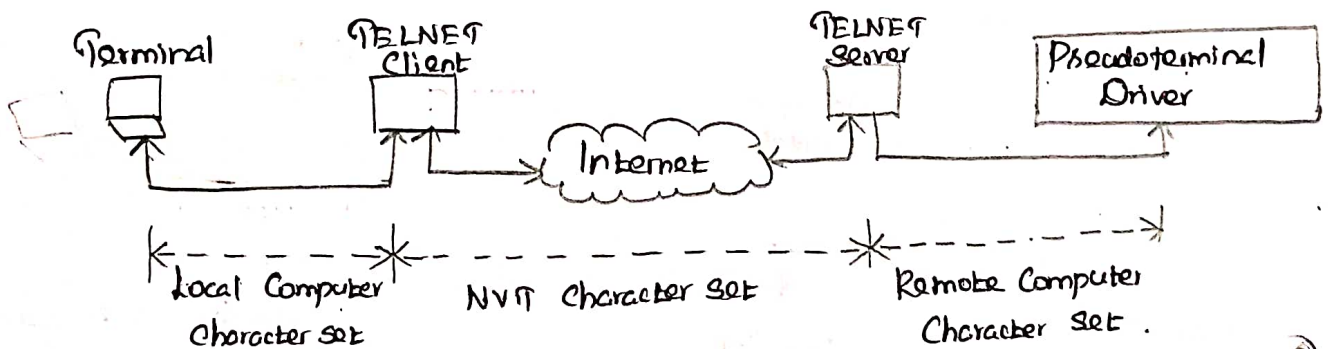 Terminal
TELNET
Client
TELNET
Server
Pseudoterminal
Driver
Internet
Local Computer
Character set
NVT Character Set
Remote Computer
Character Set .